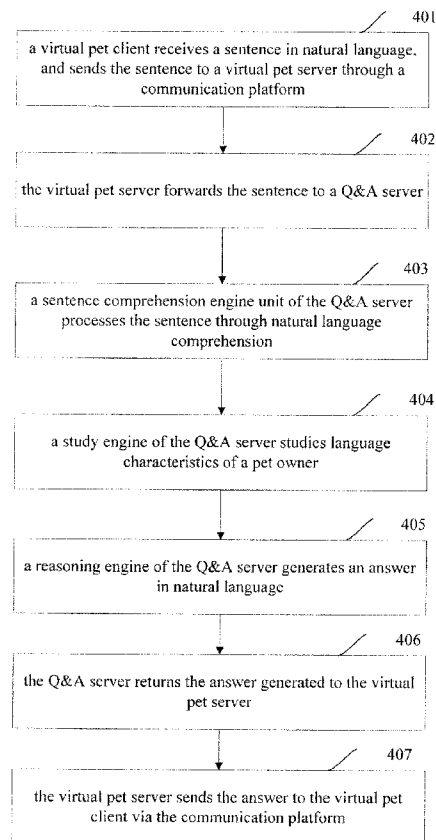 401
a virtual pet client receives a sentence in natural language,
and sends the sentence to a virtual pet server through a
communication platform
402
the virtual pet server forwards the sentence to a Q&A server
403
a sentence comprehension engine unit of the Q&A server
processes the sentence through natural language
comprehension
404
a study engine of the Q&A server studies language
characteristics of a pet owner
405
a reasoning engine of the Q&A server generates an answer
in natural language
406
the Q&A server returns the answer generated to the virtual
pet server
407
the virtual pet server sends the answer to the virtual pet
client via the communication platform